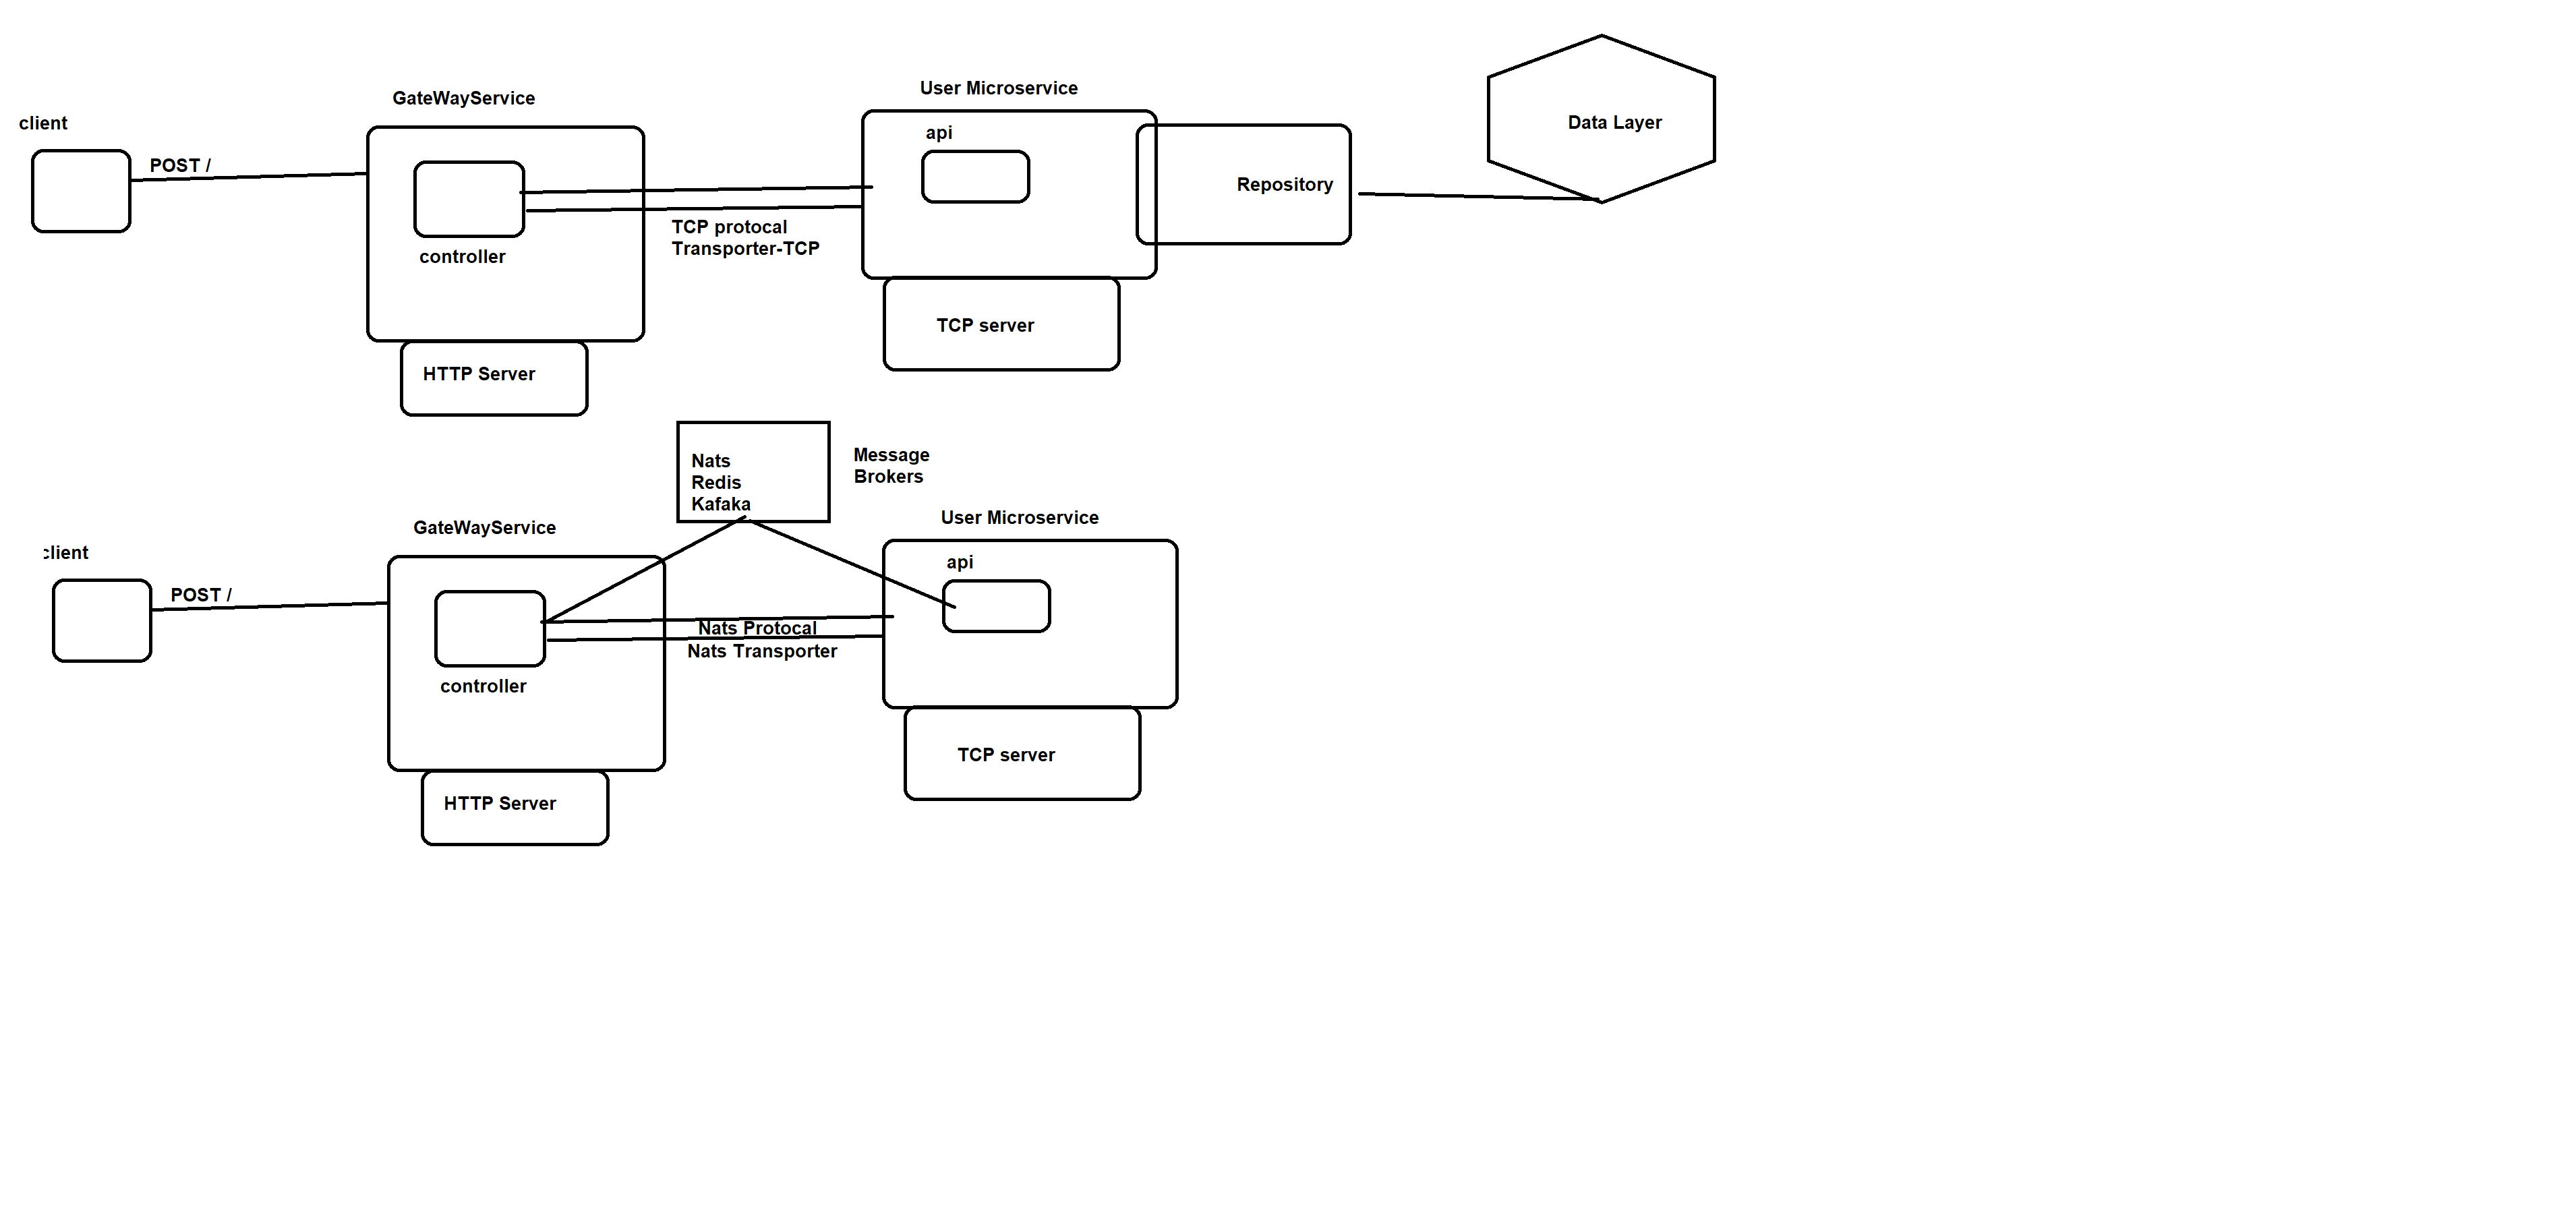 client
POST /
GateWayService
controller
HTTP Server
TCP protocal
Transporter-TCP
User Microservice
api
TCP server
Repository
Data Layer
Nats
Redis
Kafaka
Message
Brokers
client
POST /
GateWayService
controller
HTTP Server
Nats Protocal
Nats Transporter
User Microservice
api
TCP server